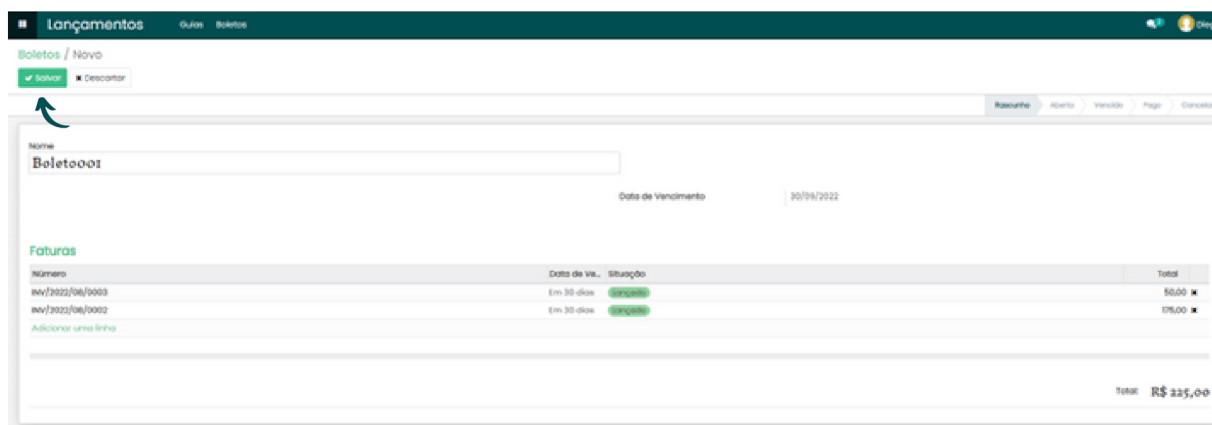 Lançamentos Guias Boletos
Boletos / Novo
Salvar Descartar
Rascunho Aberto Vencido Pago
Nome
Boleto001
Data de Vencimento 30/09/2022
Faturas
Número Data de Ve... Situação Total
INV/2022/08/0003 Em 30 dias Lançado 50,00
INV/2022/08/0002 Em 30 dias Lançado 175,00
Adicionar uma linha
Total: R$ 225,00